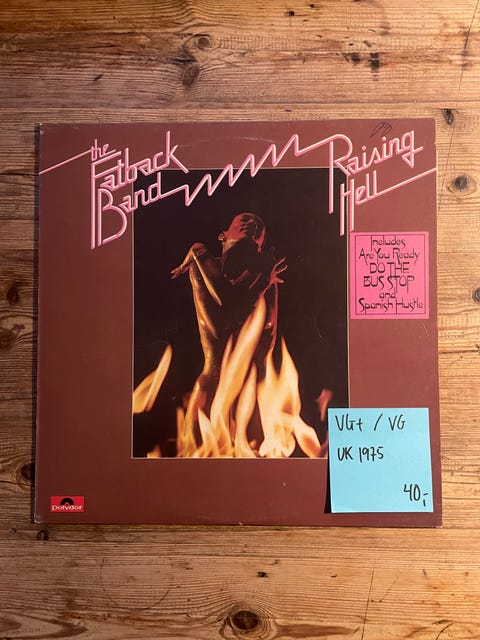 the
Fatback
Band
Raising
Hell
Includes
Are You Ready
DO THE
BUS STOP
and
Spanish Hustle
VG+ / VG
UK 1975
40,-
polydor